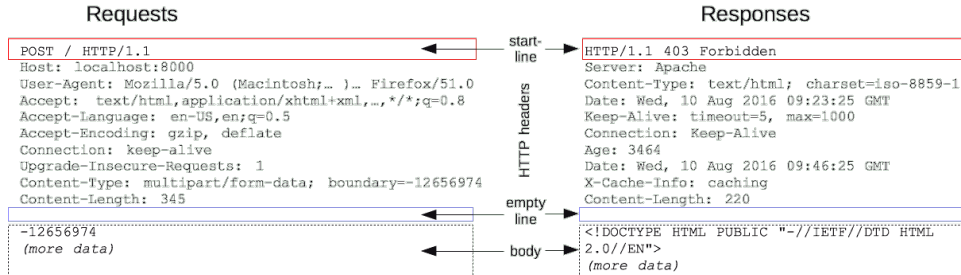 Requests
POST / HTTP/1.1
Host: localhost:8000
User-Agent: Mozilla/5.0 (Macintosh;… )… Firefox/51.0
Accept: text/html,application/xhtml+xml,…,*/*;q=0.8
Accept-Language: en-US,en;q=0.5
Accept-Encoding: gzip, deflate
Connection: keep-alive
Upgrade-Insecure-Requests: 1
Content-Type: multipart/form-data; boundary=-12656974
Content-Length: 345
-12656974
(more data)
start-
line
HTTP headers
empty
line
body
Responses
HTTP/1.1 403 Forbidden
Server: Apache
Content-Type: text/html; charset=iso-8859-1
Date: Wed, 10 Aug 2016 09:23:25 GMT
Keep-Alive: timeout=5, max=1000
Connection: Keep-Alive
Age: 3464
Date: Wed, 10 Aug 2016 09:46:25 GMT
X-Cache-Info: caching
Content-Length: 220
<!DOCTYPE HTML PUBLIC "-//IETF//DTD HTML
2.0//EN">
(more data)